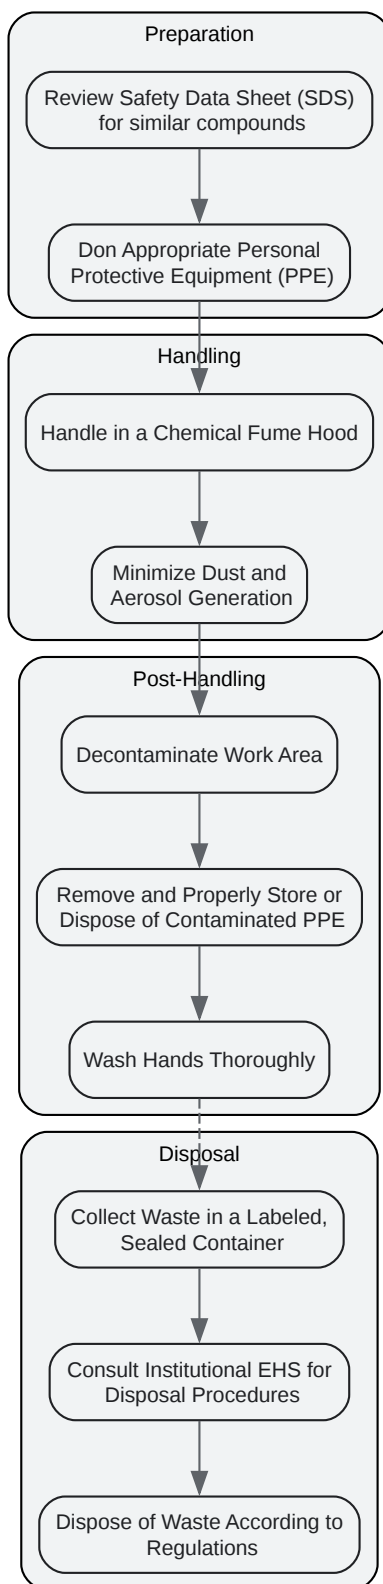 Preparation
Review Safety Data Sheet (SDS)
for similar compounds
Don Appropriate Personal
Protective Equipment (PPE)
Handling
Handle in a Chemical Fume Hood
Minimize Dust and
Aerosol Generation
Post-Handling
Decontaminate Work Area
Remove and Properly Store or
Dispose of Contaminated PPE
Wash Hands Thoroughly
Disposal
Collect Waste in a Labeled,
Sealed Container
Consult Institutional EHS for
Disposal Procedures
Dispose of Waste According to
Regulations